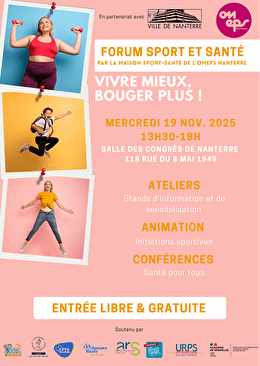 En partenariat avec
VILLE DE NANTERRE
om
eps
FORUM SPORT ET SANTÉ
PAR LA MAISON SPORT-SANTÉ DE L'OMEPS NANTERRE
VIVRE MIEUX,
BOUGER PLUS !
MERCREDI 19 NOV. 2025
13H30-18H
SALLE DES CONGRÈS DE NANTERRE
118 RUE DU 8 MAI 1945
ATELIERS
Stands d'information et de
sensibilisation
ANIMATION
Initiations sportives
CONFÉRENCES
Santé pour tous
ENTRÉE LIBRE & GRATUITE
Soutenu par
ars
URPS